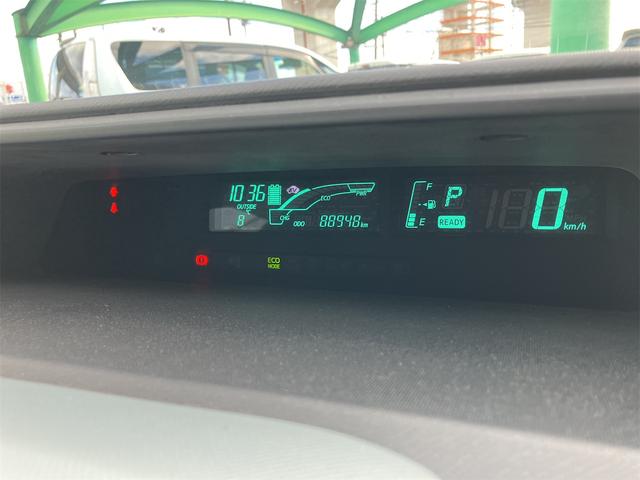 10:36
OUTSIDE
°C
8
CHG
ECO
PWR
ODO 88948 km
F
E
P
READY
0 km/h
ECO
MODE